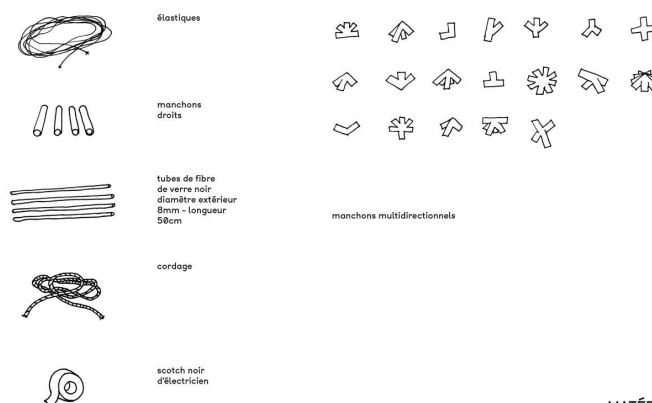 élastiques
manchons
droits
tubes de fibre
de verre noir
diamètre extérieur
8mm - longueur
50cm
manchons multidirectionnels
cordage
scotch noir
d'électricien